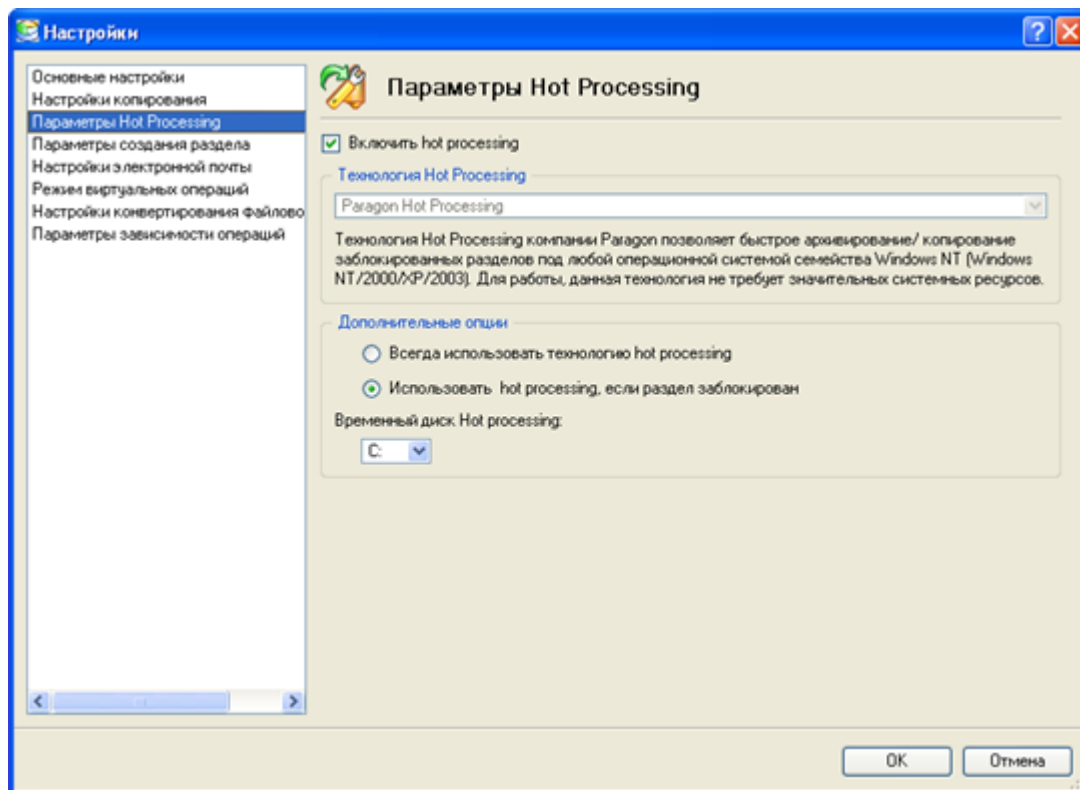 Настройки
Основные настройки
Настройки копирования
Параметры Hot Processing
Параметры создания раздела
Настройки электронной почты
Режим виртуальных операций
Настройки конвертирования файлово
Параметры зависимости операций
Параметры Hot Processing
Включить hot processing
Технология Hot Processing
Paragon Hot Processing
Технология Hot Processing компании Paragon позволяет быстрое архивирование/ копирование
заблокированных разделов под любой операционной системой семейства Windows NT (Windows
NT/2000/XP/2003). Для работы, данная технология не требует значительных системных ресурсов.
Дополнительные опции
Всегда использовать технологию hot processing
Использовать hot processing, если раздел заблокирован
Временный диск Hot processing:
C:
OK
Отмена